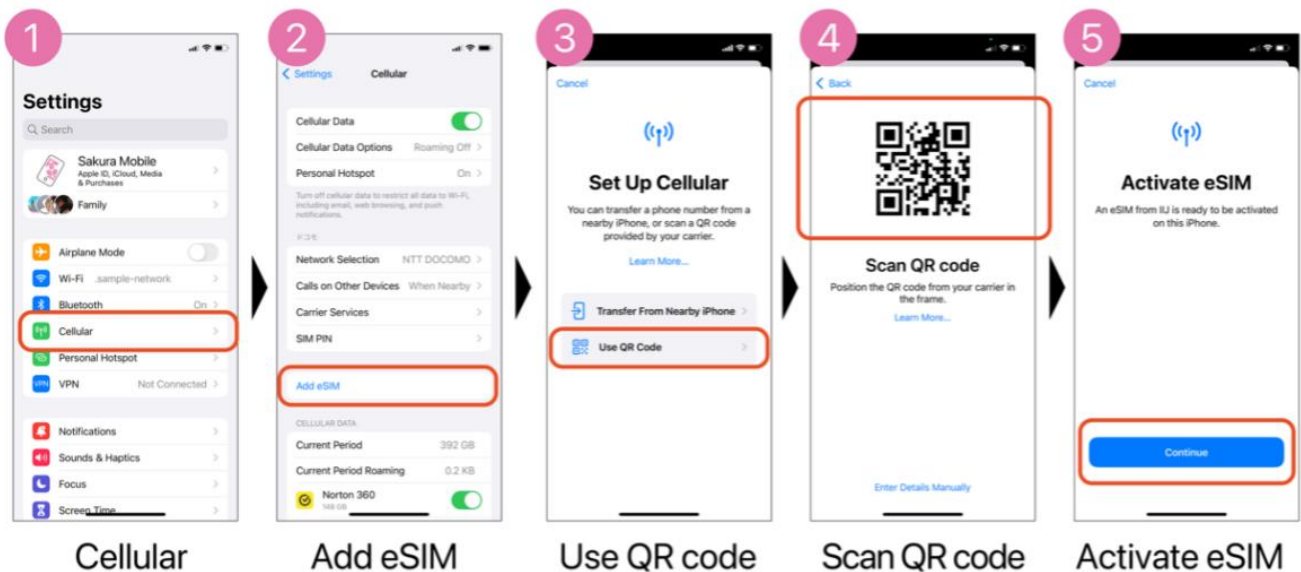 1
Settings
Search
Sakura Mobile
Apple ID, iCloud, Media
& Purchases
Family
Airplane Mode
Wi-Fi .sample-network
Bluetooth On
Cellular
Personal Hotspot
VPN VPN Not Connected
Notifications
Sounds & Haptics
Focus
Screen Time
Cellular
2
Settings Cellular
Cellular Data
Cellular Data Options Roaming Off
Personal Hotspot On
Turn off cellular data to restrict all data to Wi-Fi,
including email, web browsing, and push
notifications.
ドコモ
Network Selection NTT DOCOMO
Calls on Other Devices When Nearby
Carrier Services
SIM PIN
Add eSIM
CELLULAR DATA
Current Period 392 GB
Current Period Roaming 0.2 KB
Norton 360
148 GB
Add eSIM
3
Cancel
Set Up Cellular
You can transfer a phone number from a
nearby iPhone, or scan a QR code
provided by your carrier.
Learn More...
Transfer From Nearby iPhone
Use QR Code
Use QR code
4
Back
Scan QR code
Position the QR code from your carrier in
the frame.
Learn More...
Enter Details Manually
Scan QR code
5
Cancel
Activate eSIM
An eSIM from IIJ is ready to be activated
on this iPhone.
Continue
Activate eSIM